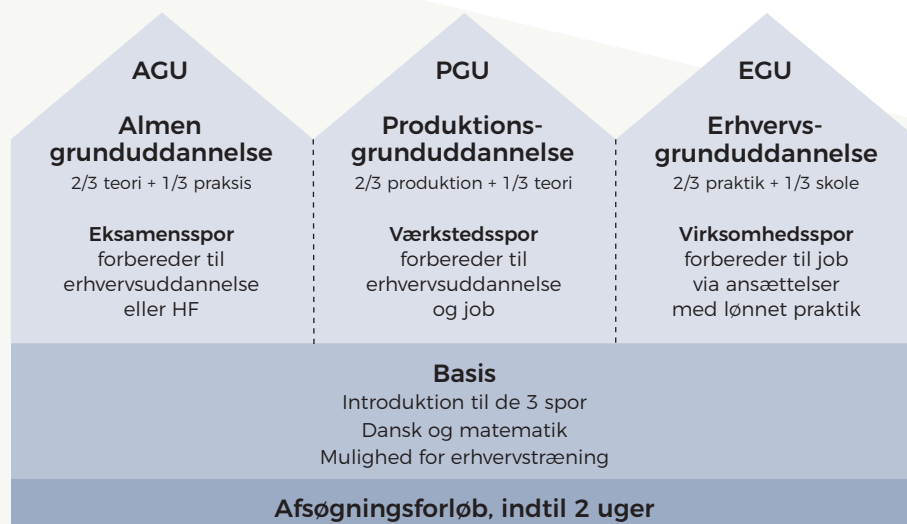 AGU
Almen
grunduddannelse
2/3 teori + 1/3 praksis
Eksamensspor
forbereder til
erhvervsuddannelse
eller HF
PGU
Produktions-
grunduddannelse
2/3 produktion + 1/3 teori
Værkstedsspor
forbereder til
erhvervsuddannelse
og job
EGU
Erhvervs-
grunduddannelse
2/3 praktik + 1/3 skole
Virksomhedsspor
forbereder til job
via ansættelser
med lønnet praktik
Basis
Introduktion til de 3 spor
Dansk og matematik
Mulighed for erhvervstræning
Afsøgningsforløb, indtil 2 uger